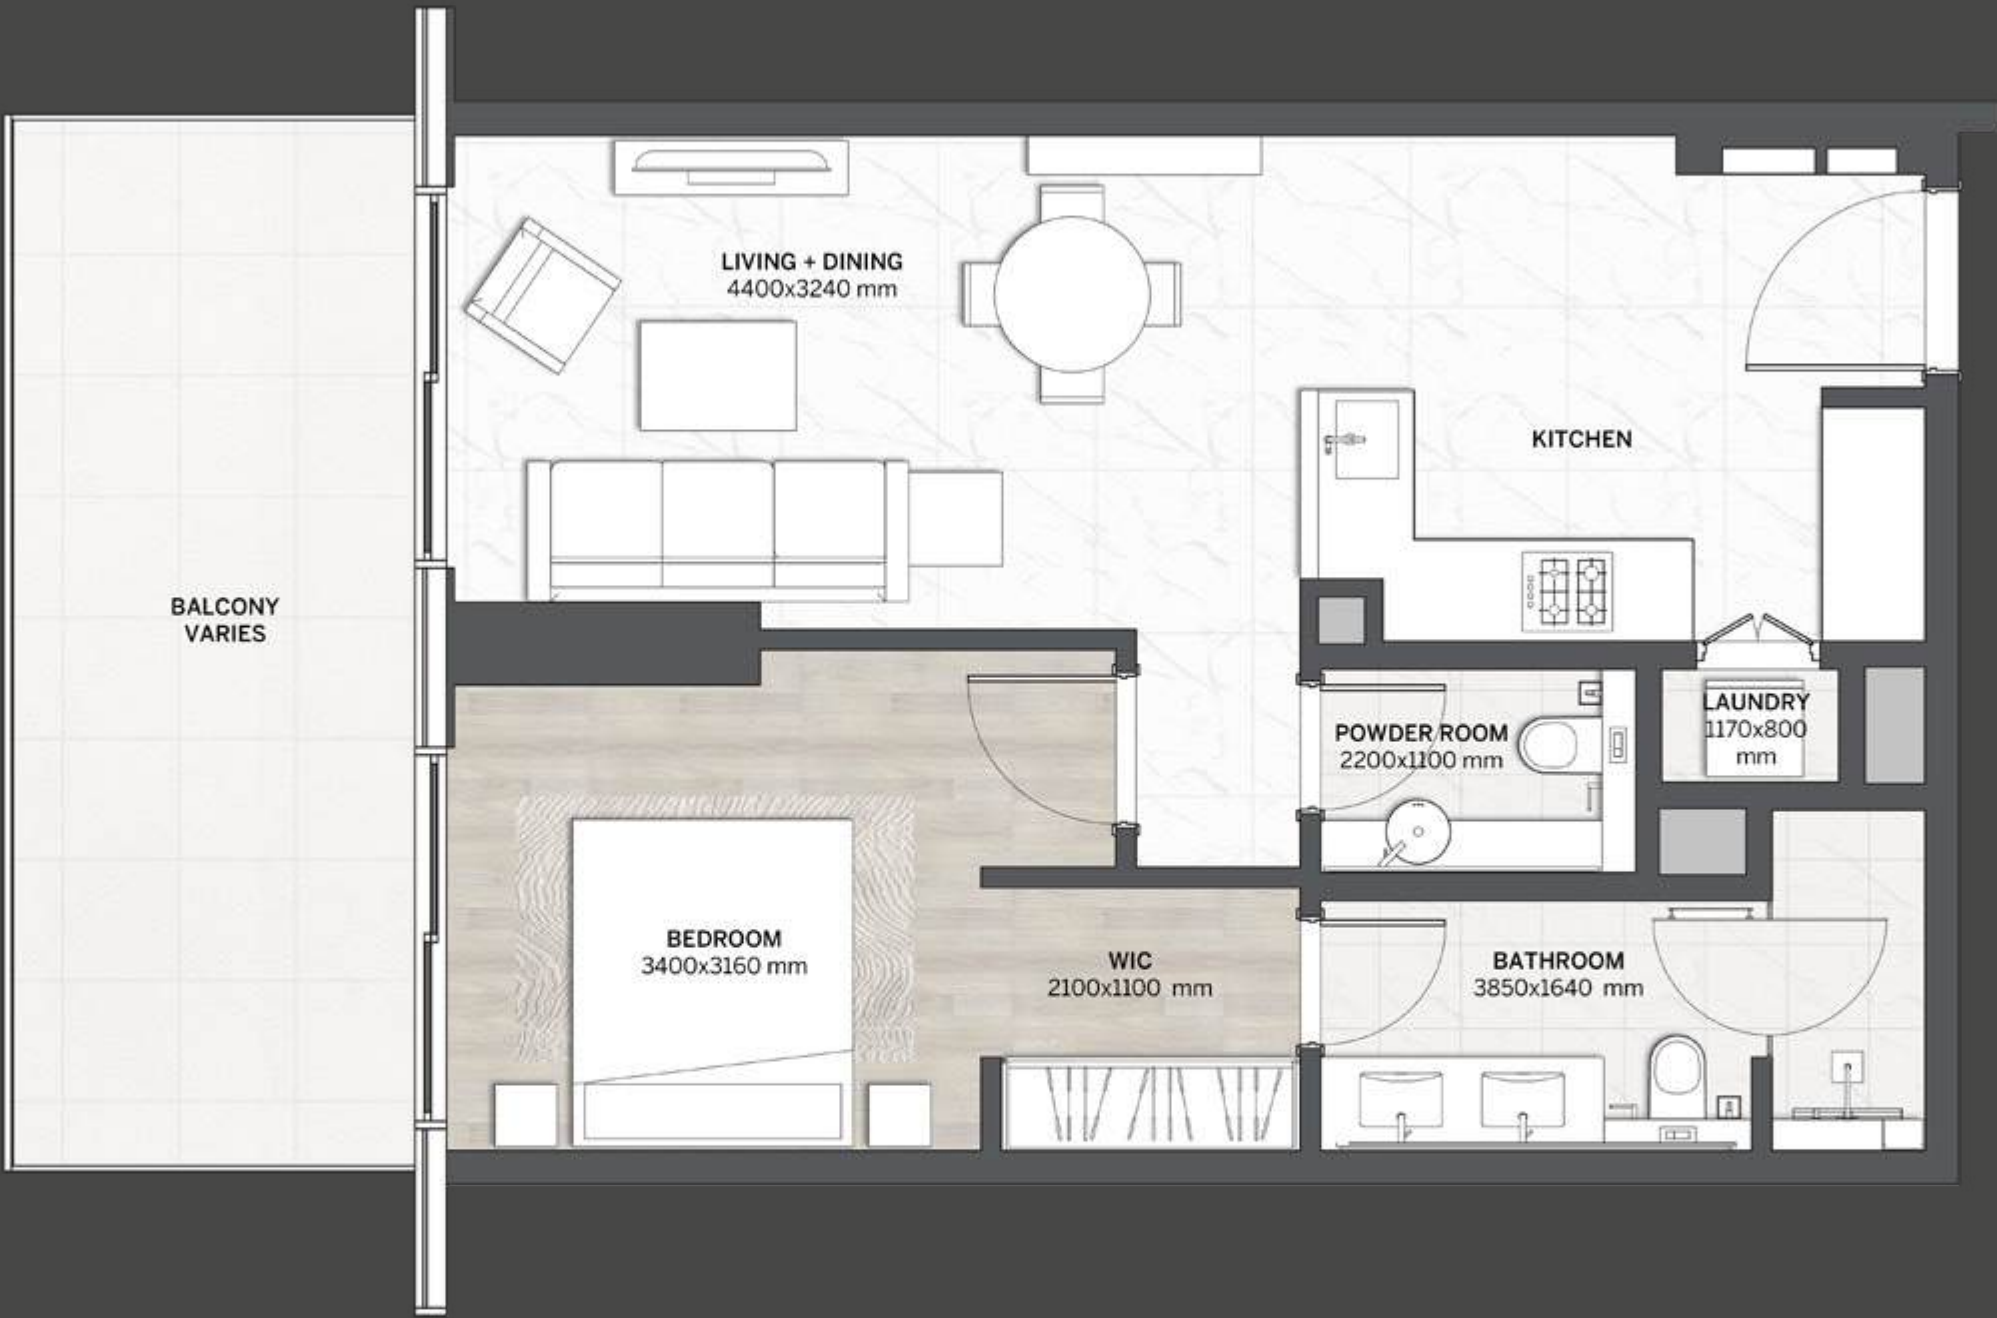 LIVING + DINING
4400x3240 mm
KITCHEN
BALCONY
VARIES
LAUNDRY
1170x800
mm
POWDER ROOM
2200x1100 mm
BEDROOM
3400x3160 mm
WIC
2100x1100 mm
BATHROOM
3850x1640 mm